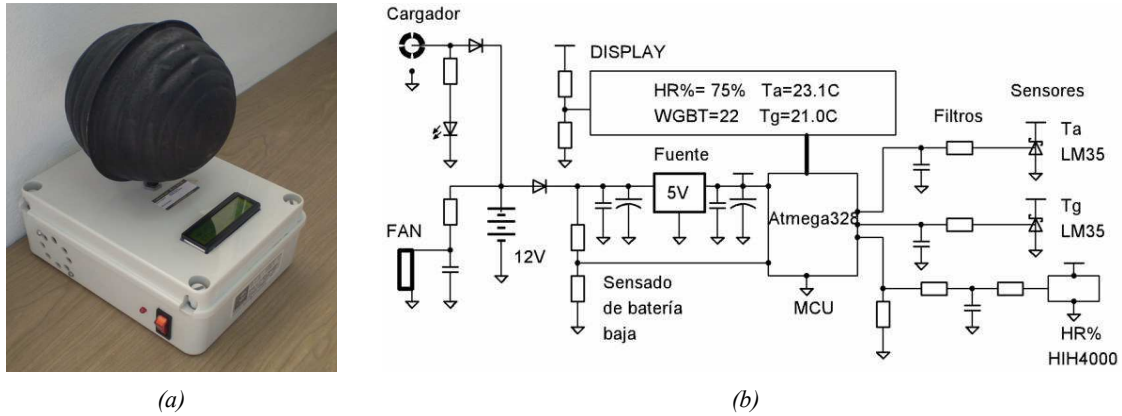 Cargador
DISPLAY
HR%= 75% Ta=23.1C
WGBT=22 Tg=21.0C
Sensores
Filtros
Ta
LM35
Fuente
5V
Atmega328
Tg
LM35
FAN
12V
Sensado
de batería
baja
MCU
HR%
HIH4000
(a)
(b)